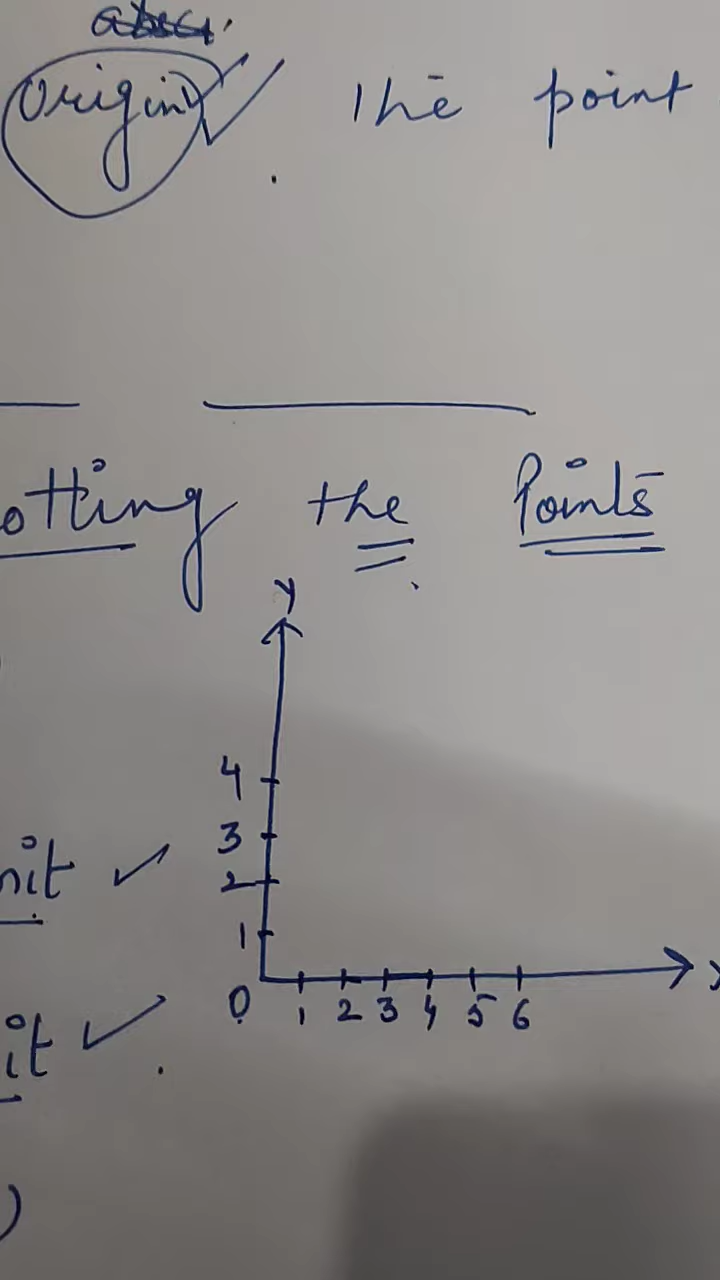 Origin The point
otting the Points
Y
4
3
nit 2
1
X
0 1 2 3 4 5 6
it
)